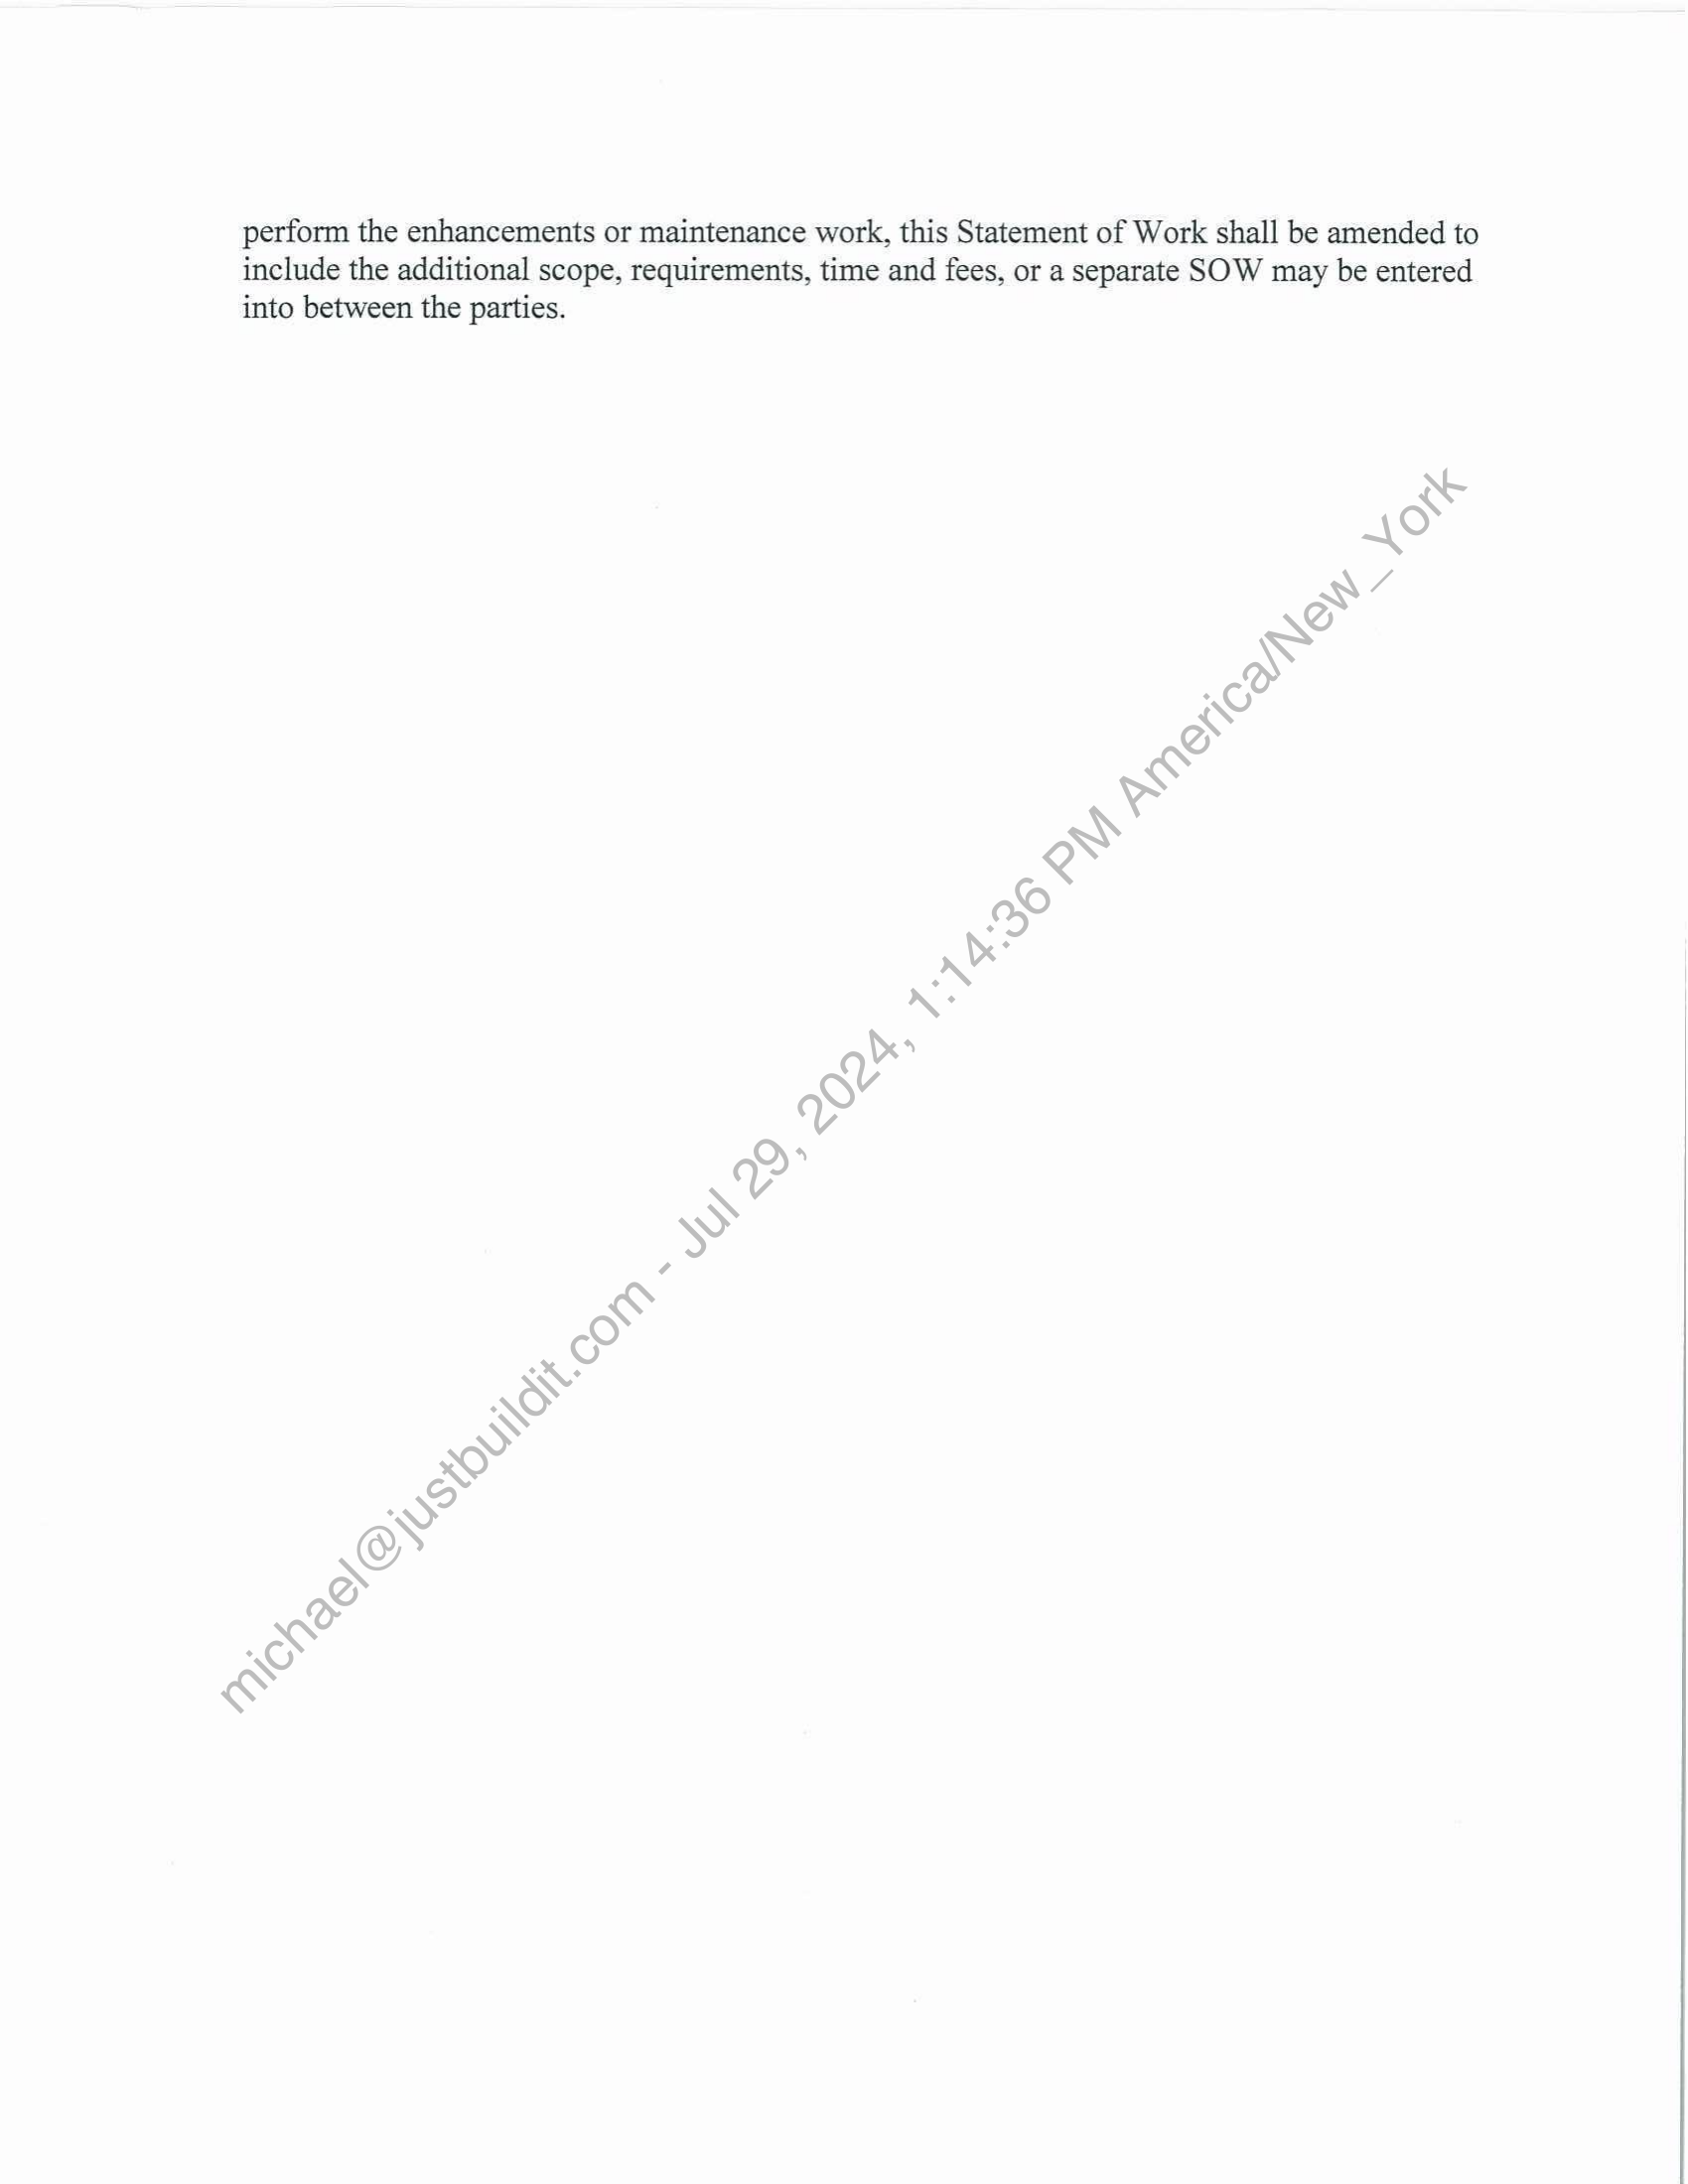 perform the enhancements or maintenance work, this Statement of Work shall be amended to
include the additional scope, requirements, time and fees, or a separate SOW may be entered
into between the parties.
michael@justbuildit.com - Jul 29, 2024, 1:14:36 PM America/New_York